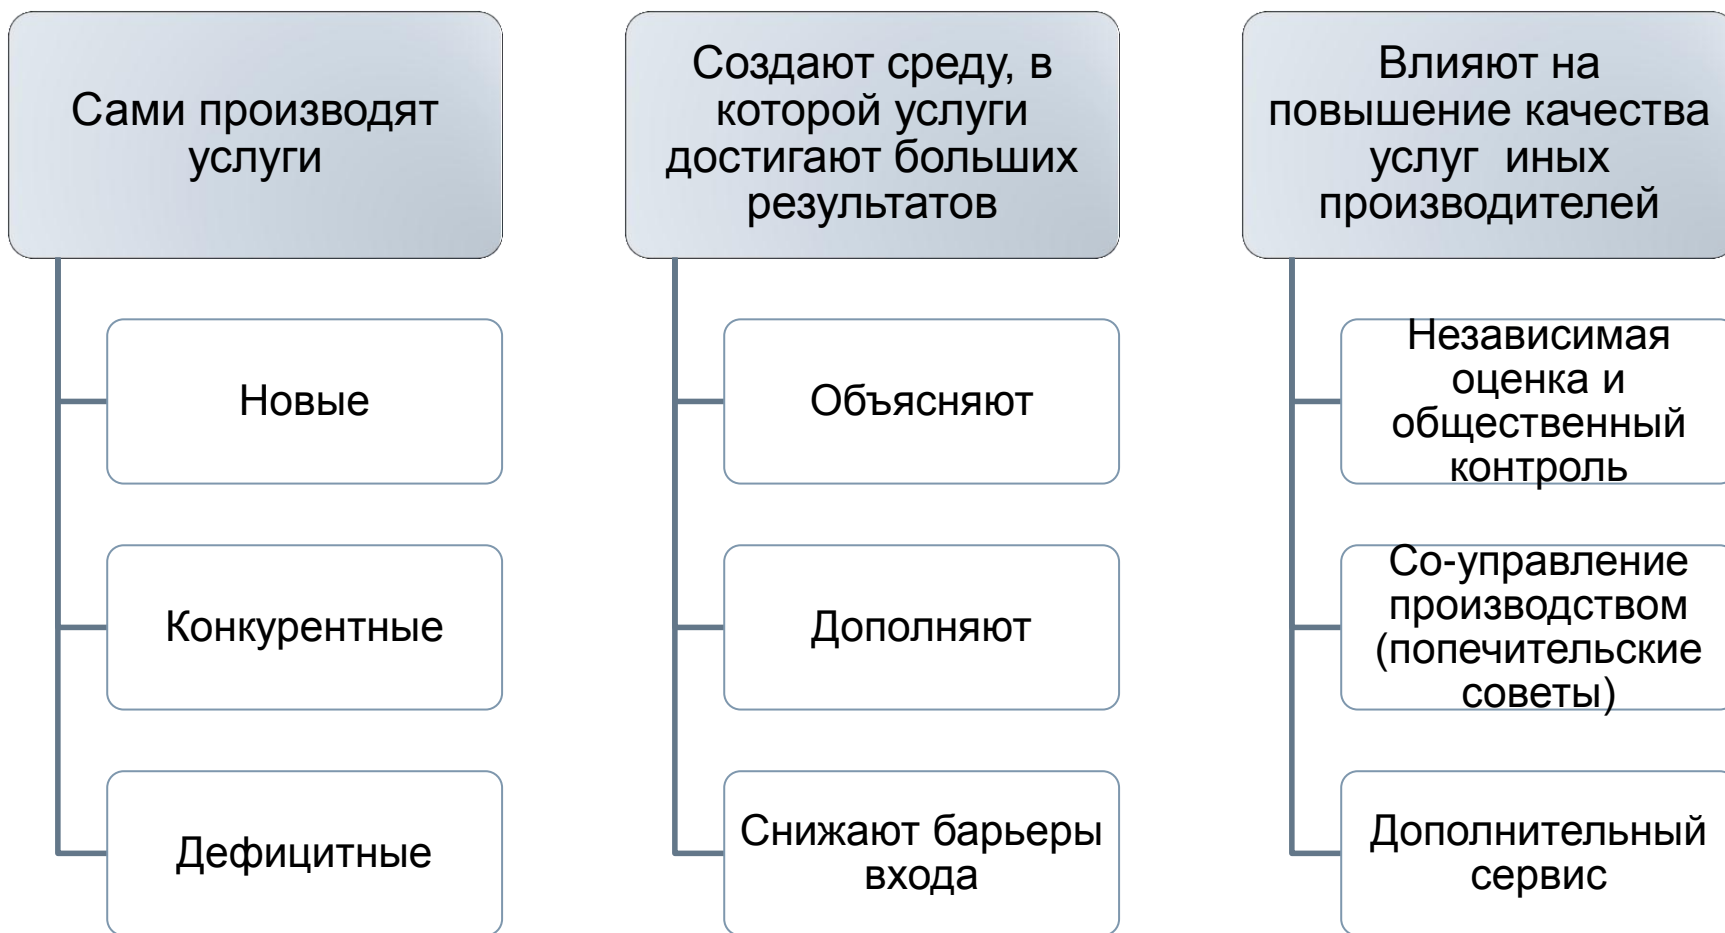 Сами производят
услуги
Новые
Конкурентные
Дефицитные
Создают среду, в
которой услуги
достигают больших
результатов
Объясняют
Дополняют
Снижают барьеры
входа
Влияют на
повышение качества
услуг иных
производителей
Независимая
оценка и
общественный
контроль
Со-управление
производством
(попечительские
советы)
Дополнительный
сервис